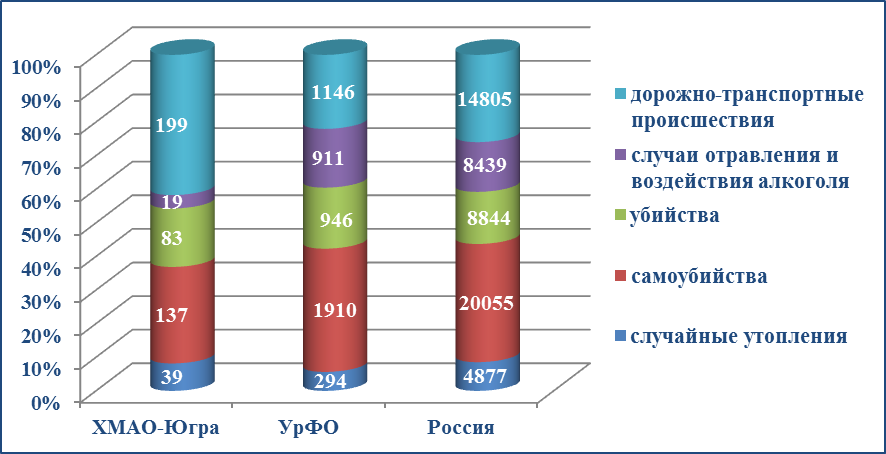 100%
90%
80%
70%
60%
50%
40%
30%
20%
10%
0%
199
19
83
137
39
1146
911
946
1910
294
14805
8439
8844
20055
4877
ХМАО-Югра
УрФО
Россия
дорожно-транспортные
происшествия
случаи отравления и
воздействия алкоголя
убийства
самоубийства
случайные утопления